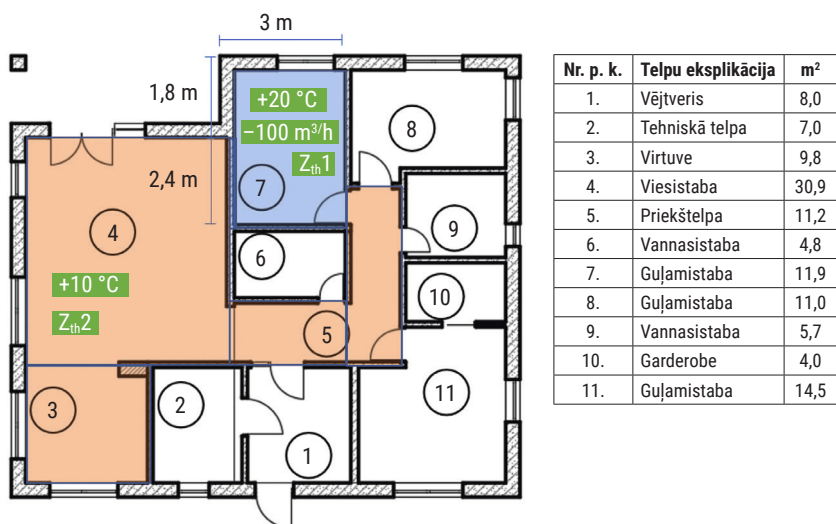 3 m
1,8 m
2,4 m
+20 °C
–100 m³/h
Zth1
7
8
4
9
6
+10 °C
Zth2
10
5
3
2
11
1
Nr. p. k. Telpu eksplikācija m²
1. Vējtveris 8,0
2. Tehniskā telpa 7,0
3. Virtuve 9,8
4. Viesistaba 30,9
5. Priekštelpa 11,2
6. Vannasistaba 4,8
7. Guļamistaba 11,9
8. Guļamistaba 11,0
9. Vannasistaba 5,7
10. Garderobe 4,0
11. Guļamistaba 14,5